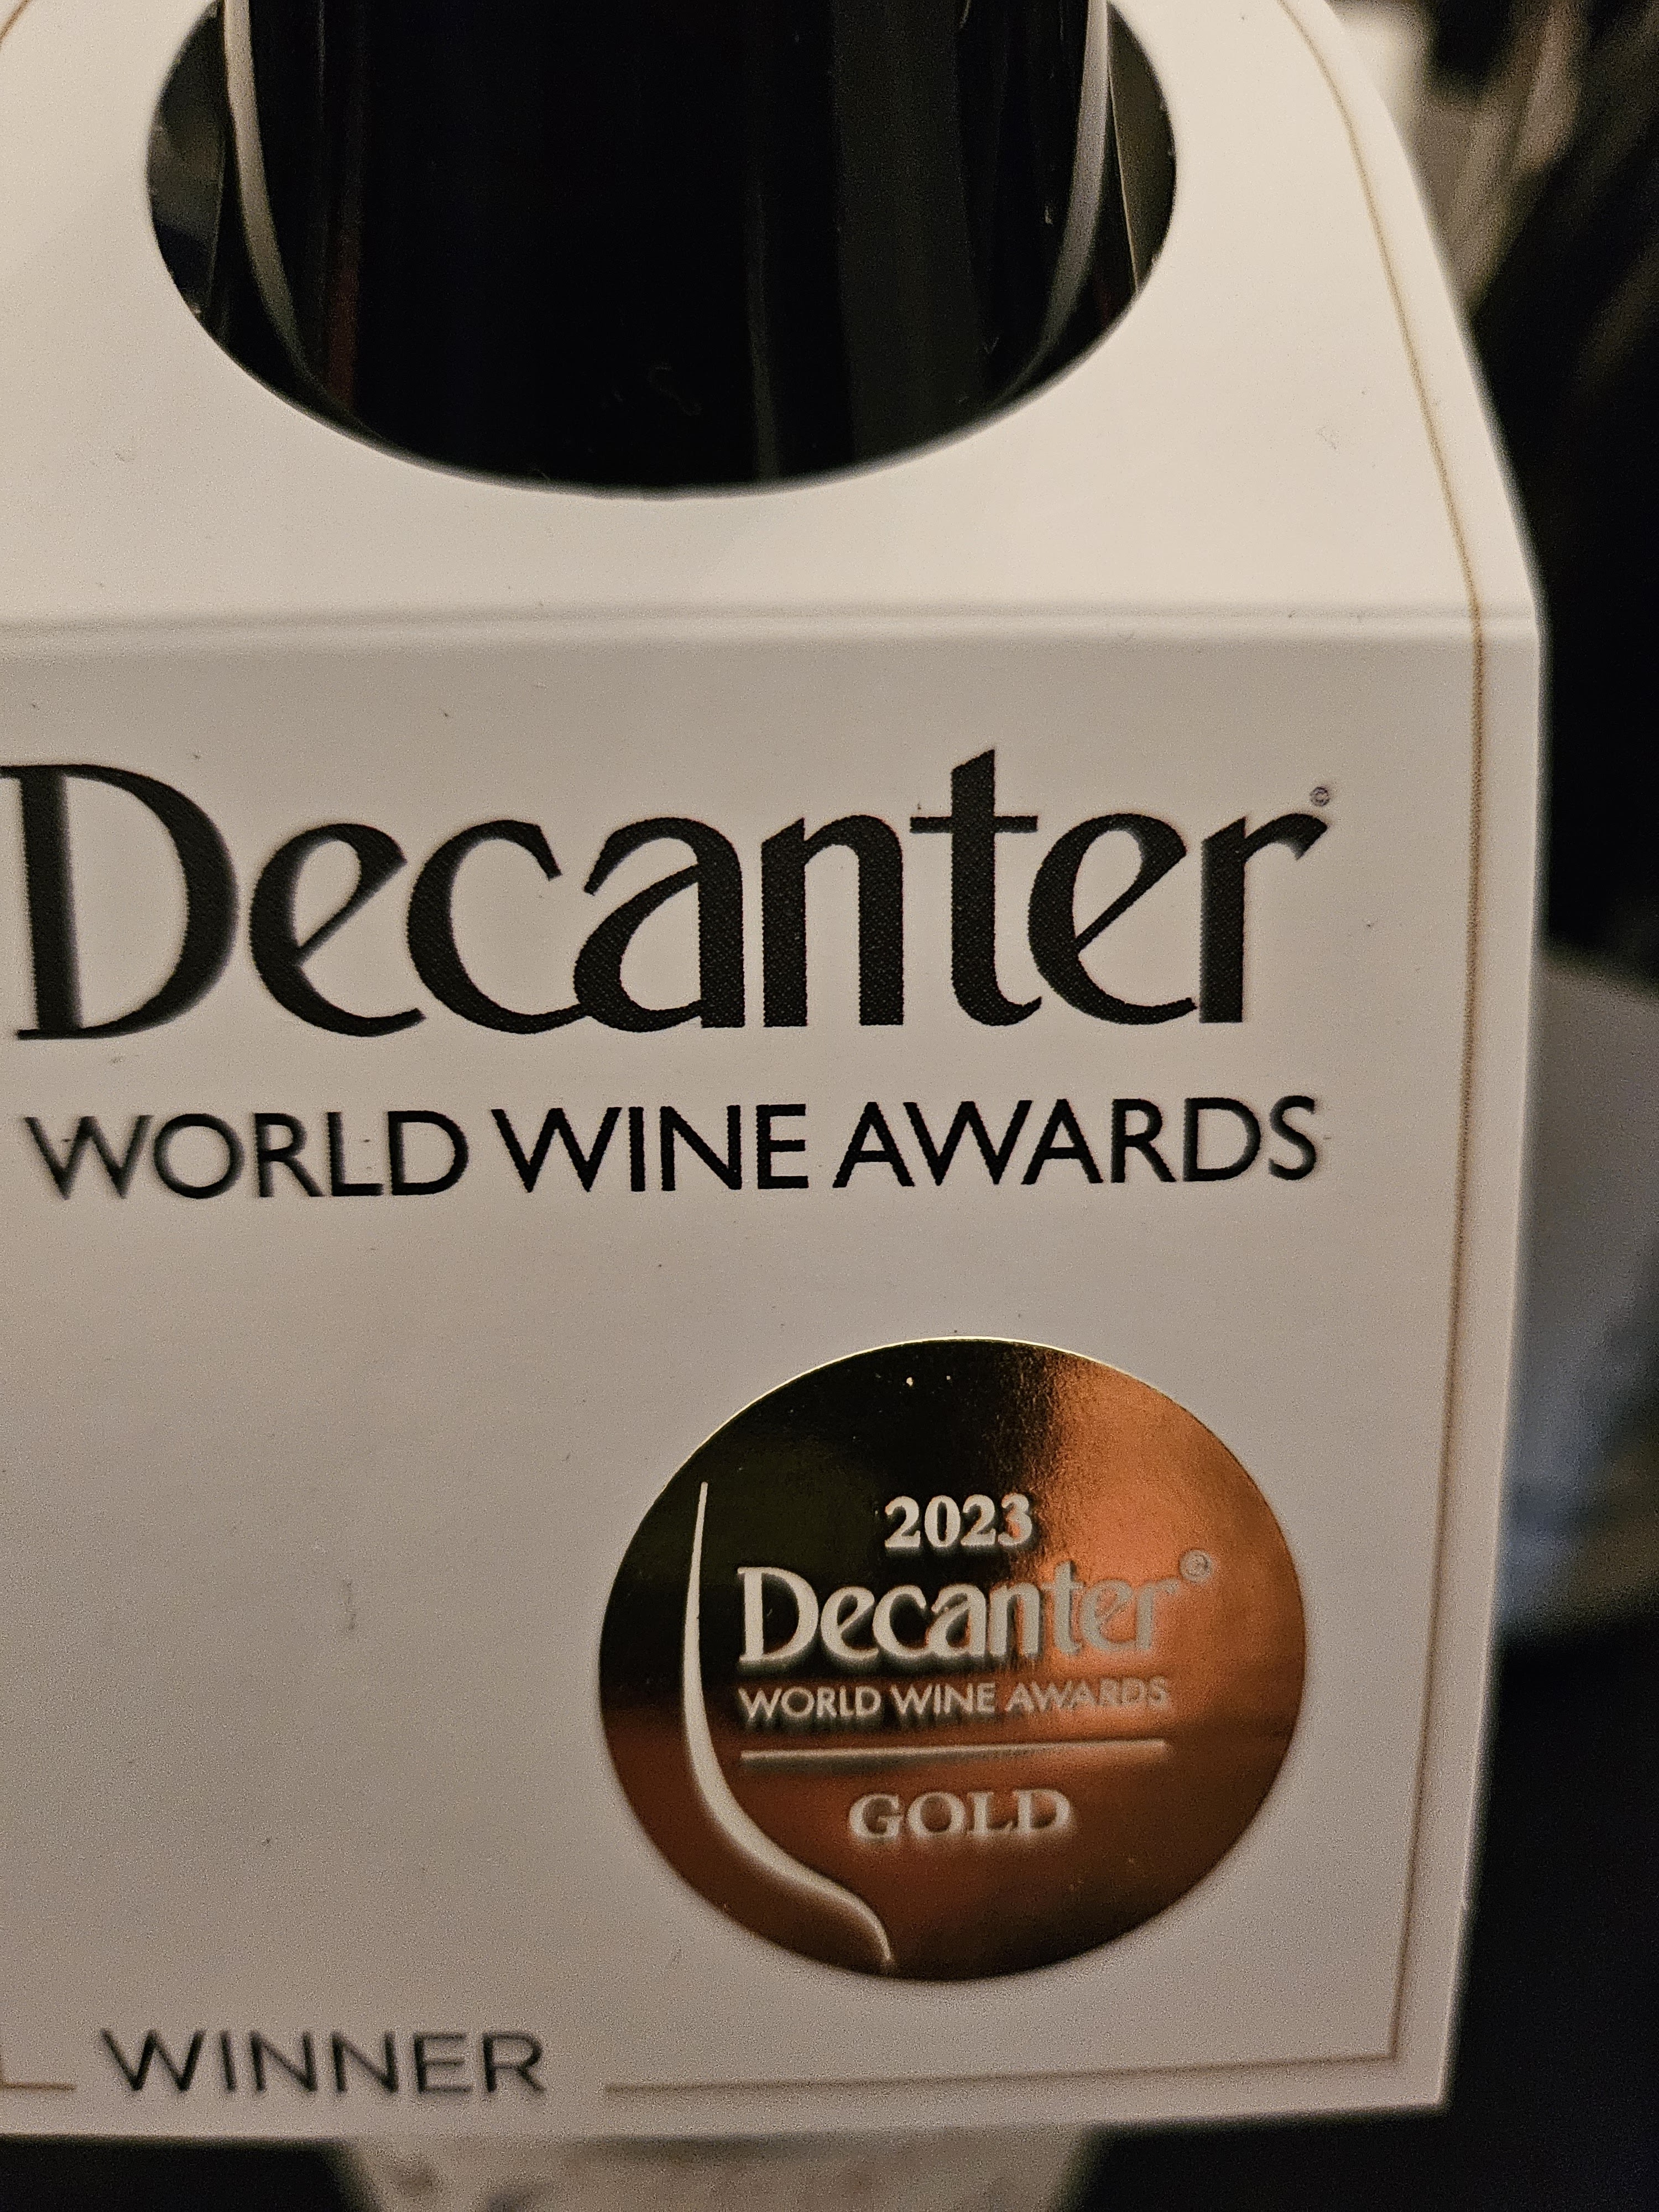 Decanter©
WORLD WINE AWARDS
2023
Decanter©
WORLD WINE AWARDS
GOLD
WINNER